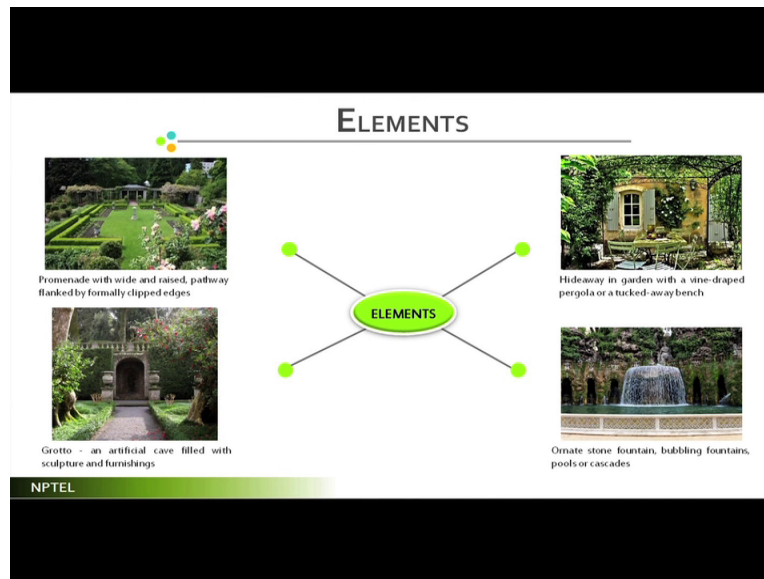 ELEMENTS
Promenade with wide and raised, pathway
flanked by formally clipped edges
Hideaway in garden with a vine-draped
pergola or a tucked-away bench
ELEMENTS
Grotto - an artificial cave filled with
sculpture and furnishings
Ornate stone fountain, bubbling fountains,
pools or cascades
NPTEL